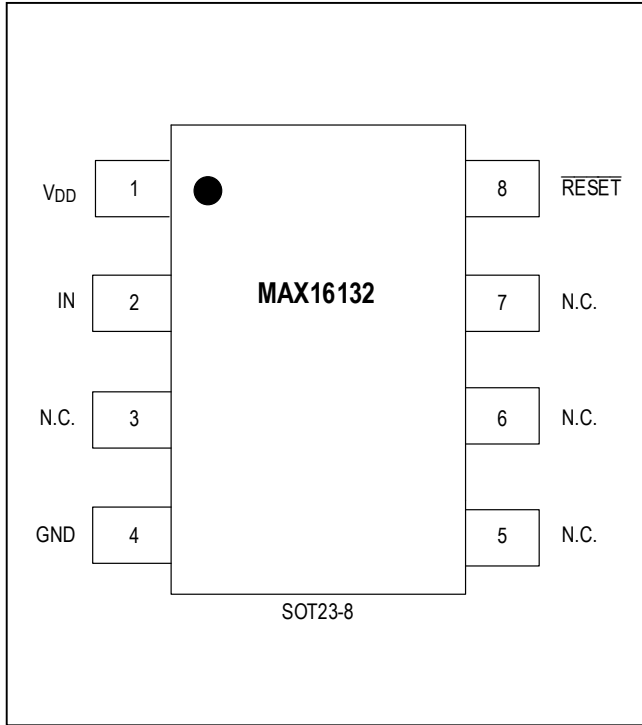 VDD 1 8 RESET
IN 2 MAX16132 7 N.C.
N.C. 3 6 N.C.
GND 4 5 N.C.
SOT23-8